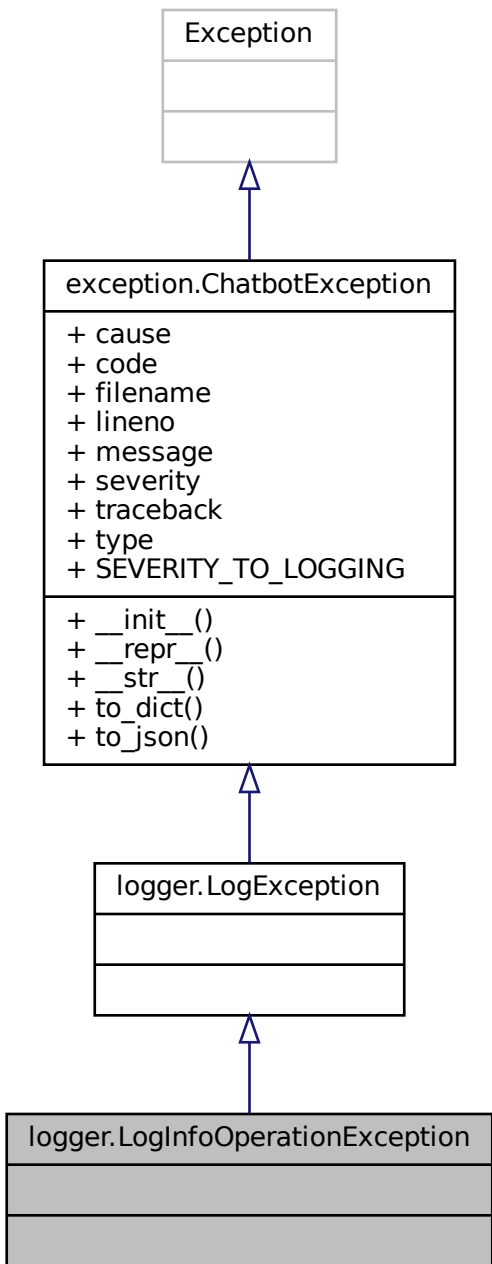 Exception
exception.ChatbotException
+ cause
+ code
+ filename
+ lineno
+ message
+ severity
+ traceback
+ type
+ SEVERITY_TO_LOGGING
+ __init__()
+ __repr__()
+ __str__()
+ to_dict()
+ to_json()
logger.LogException
logger.LogInfoOperationException